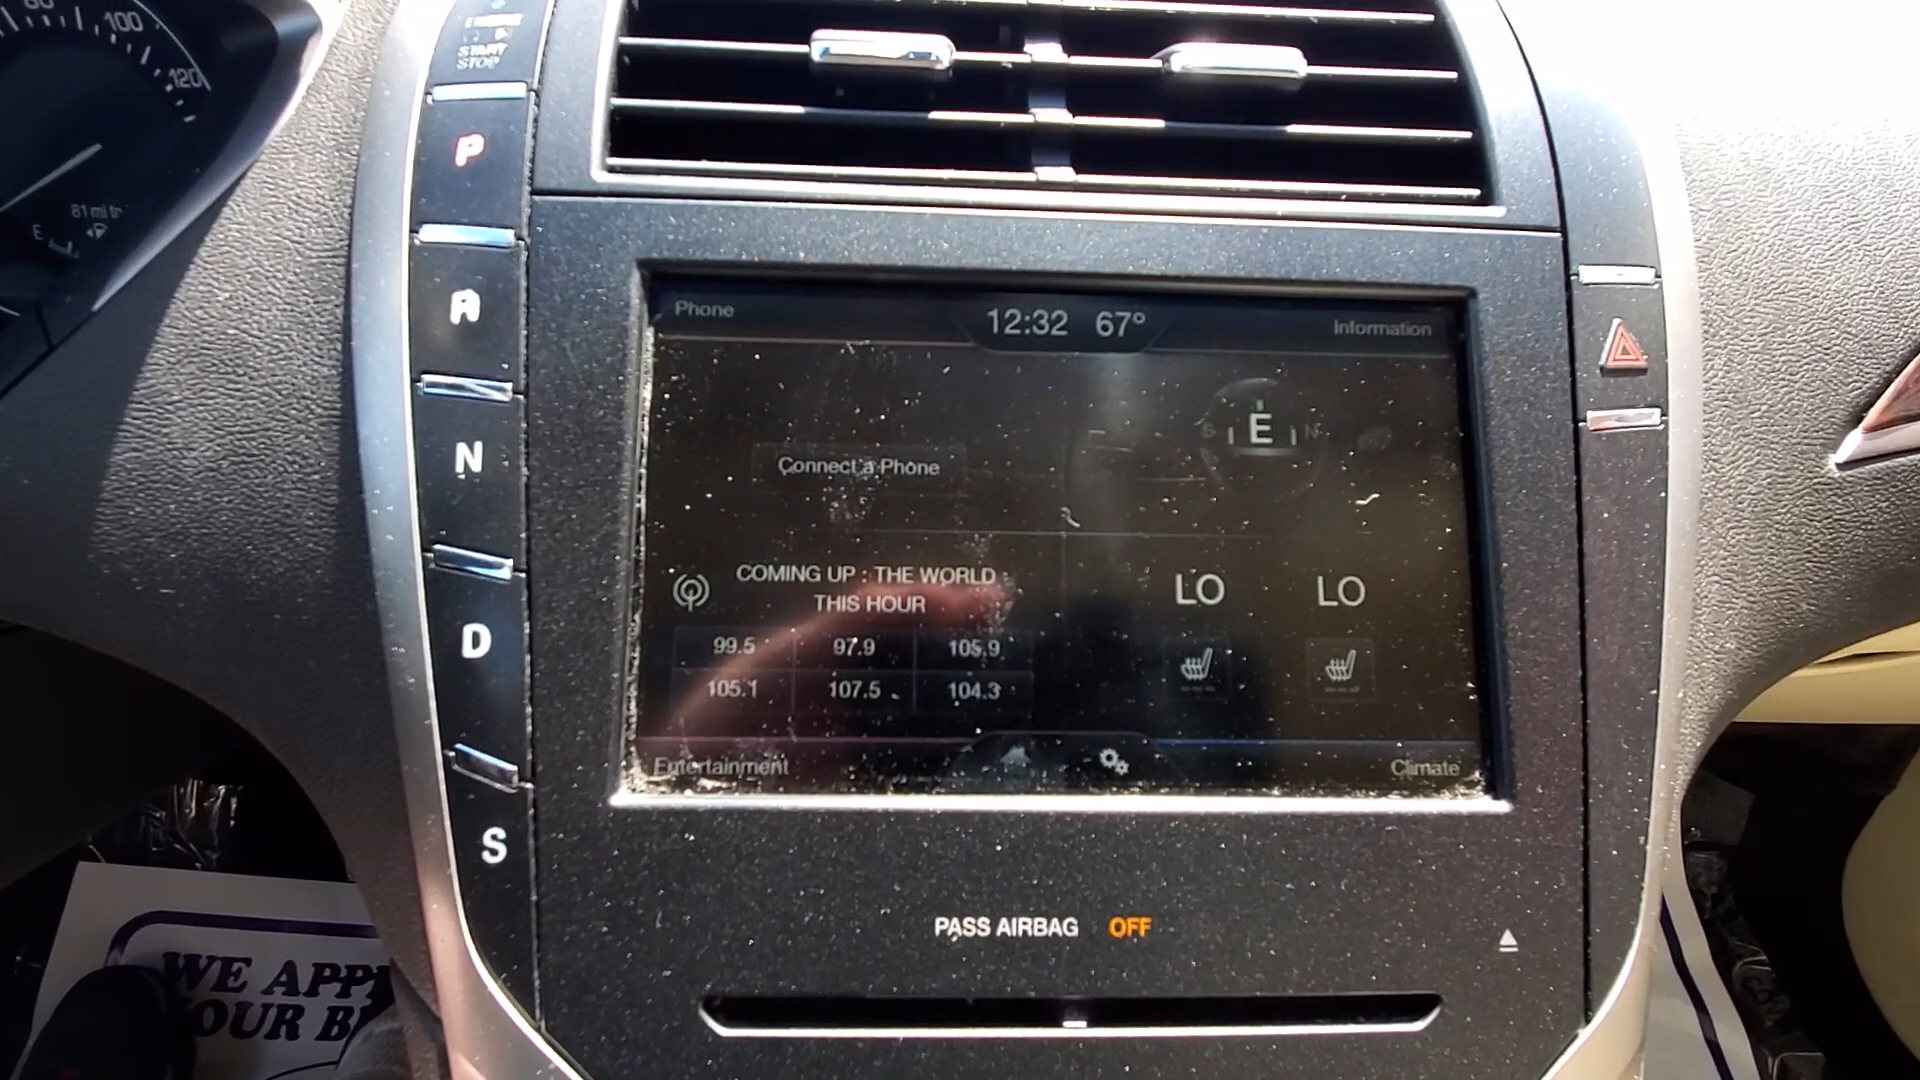 80
100
120
81 mi
E
ENGINE
START
STOP
P
R
N
D
S
Phone
12:32 67°
Information
S E N
Connect a Phone
COMING UP : THE WORLD
THIS HOUR
LO LO
99.5 97.9 105.9
105.1 107.5 104.3
Entertainment
Climate
PASS AIRBAG OFF
WE